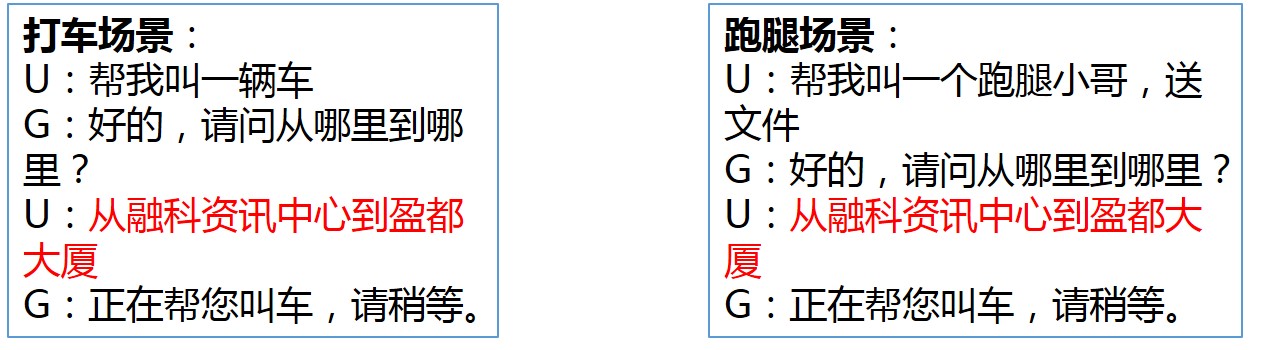 打车场景：
U：帮我叫一辆车
G：好的，请问从哪里到哪
里？
U：从融科资讯中心到盈都
大厦
G：正在帮您叫车，请稍等。
跑腿场景：
U：帮我叫一个跑腿小哥，送
文件
G：好的，请问从哪里到哪里？
U：从融科资讯中心到盈都大
厦
G：正在帮您叫车，请稍等。